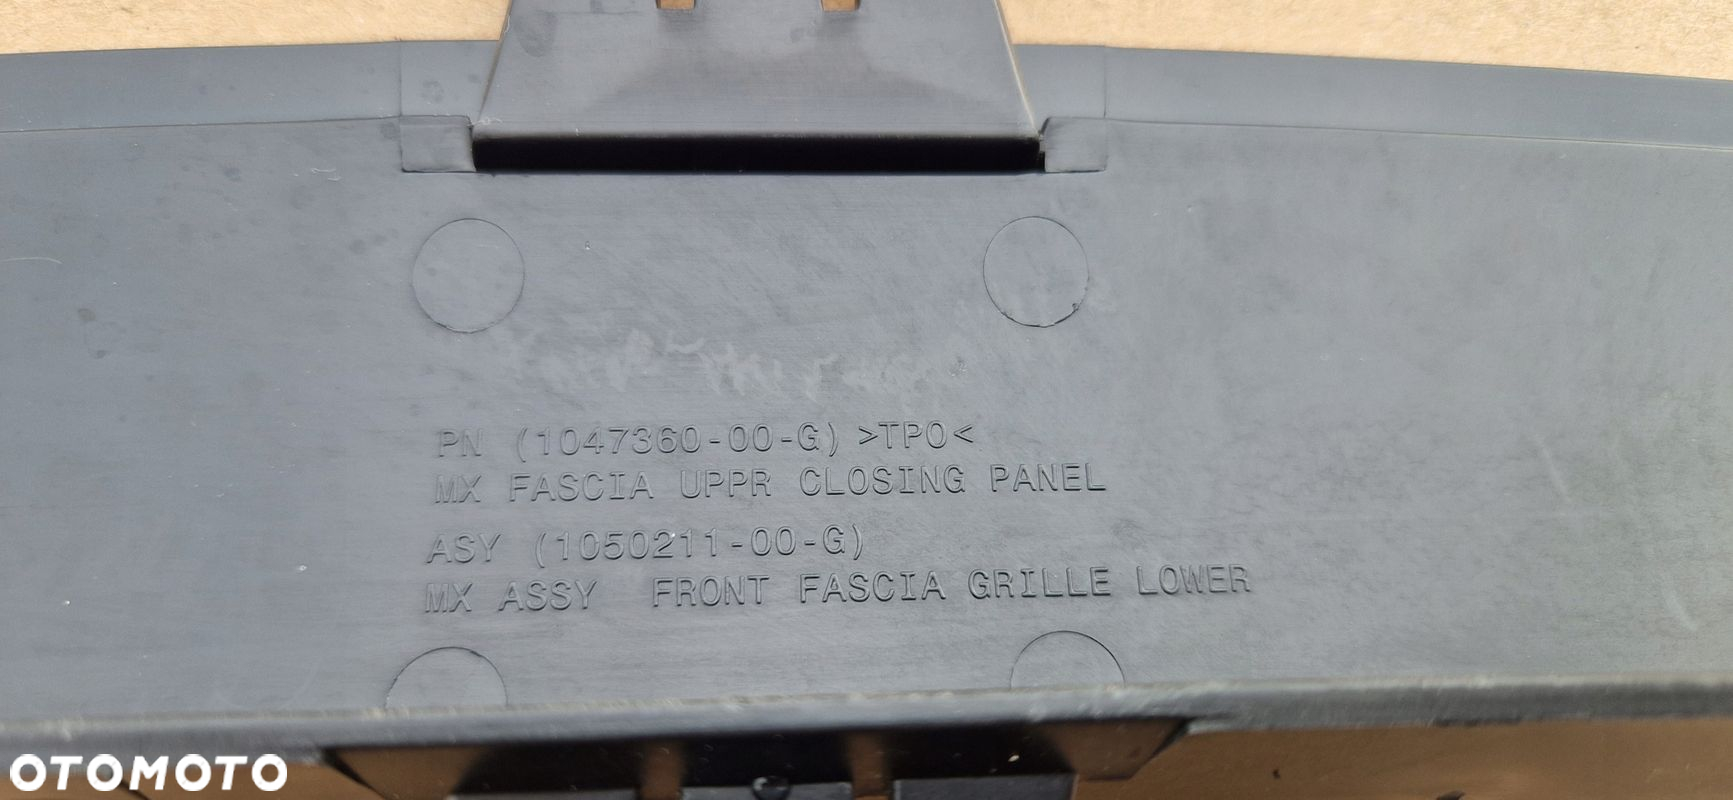 PN (1047360-00-G) >TPO<
MX FASCIA UPPR CLOSING PANEL
ASY (1050211-00-G)
MX ASSY FRONT FASCIA GRILLE LOWER
OTOMOTO